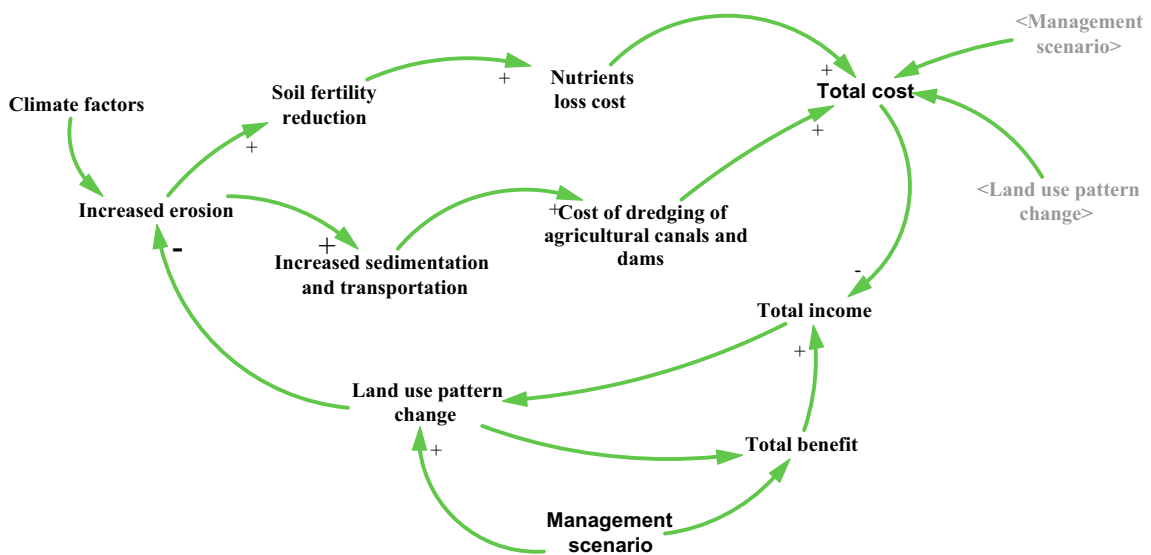 <Management
scenario>
+
Nutrients
loss cost
+
Total cost
Soil fertility
reduction
+
Climate factors
+
+
<Land use pattern
change>
Increased erosion
+
Cost of dredging of
agricultural canals and
dams
-
+
Increased sedimentation
and transportation
-
Total income
+
Land use pattern
change
+
Total benefit
Management
scenario